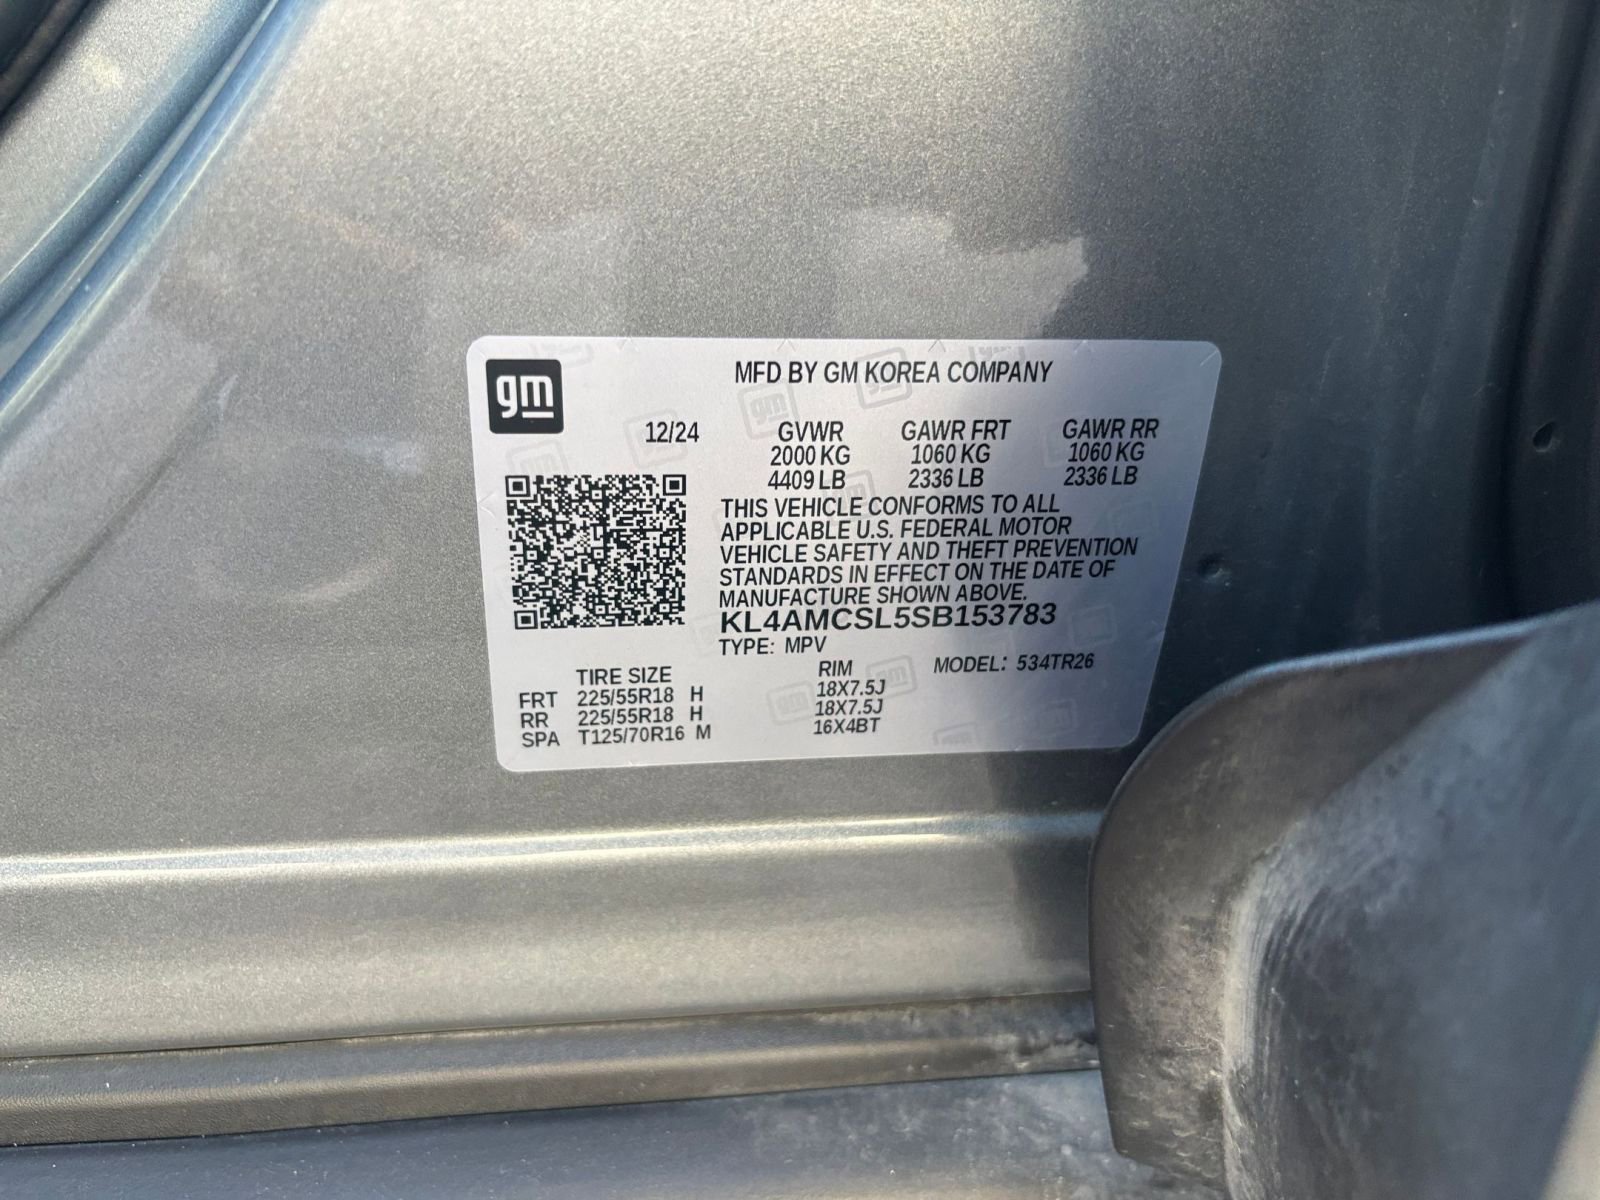 gm
MFD BY GM KOREA COMPANY
12/24 GVWR GAWR FRT GAWR RR
2000 KG 1060 KG 1060 KG
4409 LB 2336 LB 2336 LB
THIS VEHICLE CONFORMS TO ALL
APPLICABLE U.S. FEDERAL MOTOR
VEHICLE SAFETY AND THEFT PREVENTION
STANDARDS IN EFFECT ON THE DATE OF
MANUFACTURE SHOWN ABOVE.
KL4AMCSL5SB153783
TYPE: MPV
TIRE SIZE RIM MODEL: 534TR26
FRT 225/55R18 H 18X7.5J
RR 225/55R18 H 18X7.5J
SPA T125/70R16 M 16X4BT